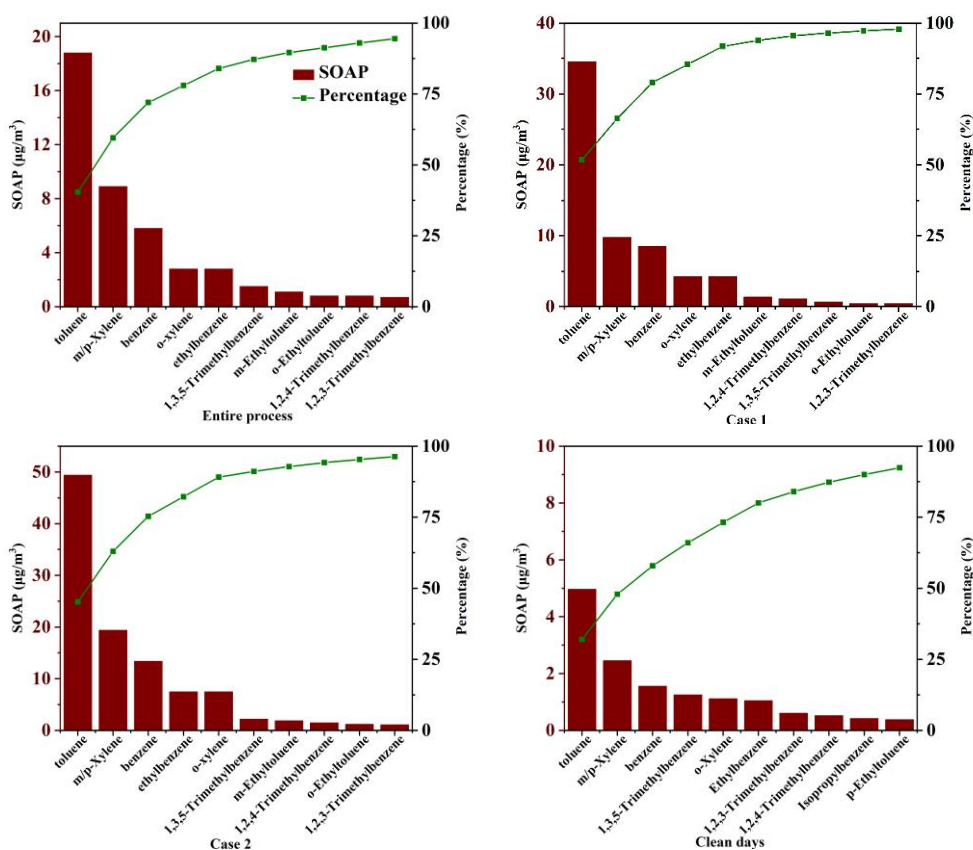 20
16
12
8
4
0
SOAP (μg/m³)
100
75
50
25
0
Percentage (%)
SOAP
Percentage
toluene
m/p-Xylene
benzene
o-xylene
ethylbenzene
1,3,5-Trimethylbenzene
m-Ethyltoluene
o-Ethyltoluene
1,2,4-Trimethylbenzene
1,2,3-Trimethylbenzene
Entire process
40
30
20
10
0
SOAP (μg/m³)
100
75
50
25
0
Percentage (%)
toluene
m/p-Xylene
benzene
o-xylene
ethylbenzene
m-Ethyltoluene
1,2,4-Trimethylbenzene
1,3,5-Trimethylbenzene
o-Ethyltoluene
1,2,3-Trimethylbenzene
Case 1
50
40
30
20
10
0
SOAP (μg/m³)
100
75
50
25
0
Percentage (%)
toluene
m/p-Xylene
benzene
ethylbenzene
o-xylene
1,3,5-Trimethylbenzene
m-Ethyltoluene
1,2,4-Trimethylbenzene
o-Ethyltoluene
1,2,3-Trimethylbenzene
Case 2
10
8
6
4
2
0
SOAP (μg/m³)
100
75
50
25
0
Percentage (%)
toluene
m/p-Xylene
benzene
1,3,5-Trimethylbenzene
o-Xylene
Ethylbenzene
1,2,3-Trimethylbenzene
1,2,4-Trimethylbenzene
Isopropylbenzene
p-Ethyltoluene
Clean days